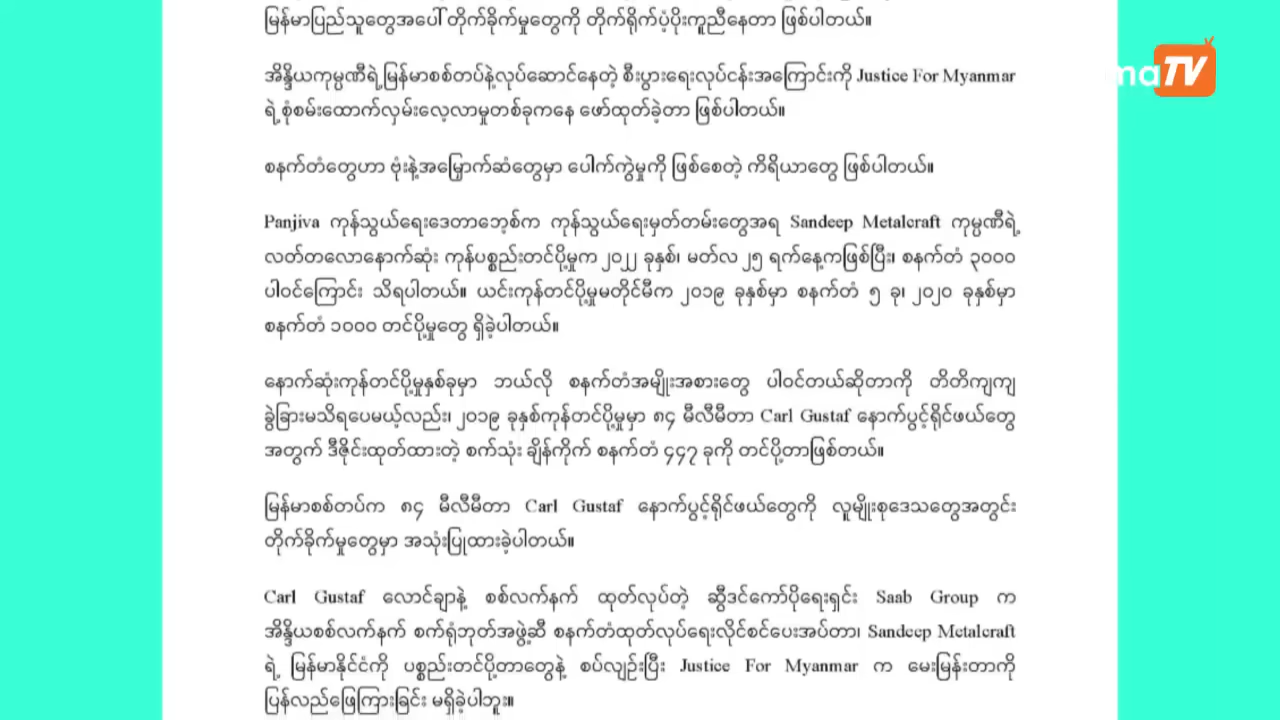 မြန်မာပြည်သူတွေအပေါ် တိုက်ခိုက်မှုတွေကို တိုက်ရိုက်ပံ့ပိုးကူညီနေတာ ဖြစ်ပါတယ်။
အိန္ဒိယကုမ္ပဏီရဲ့မြန်မာစစ်တပ်နဲ့လုပ်ဆောင်နေတဲ့ စီးပွားရေးလုပ်ငန်းအကြောင်းကို Justice For Myanmar
ရဲ့စုံစမ်းထောက်လှမ်းလေ့လာမှုတစ်ခုကနေ ဖော်ထုတ်ခဲ့တာ ဖြစ်ပါတယ်။
maTV
စနက်တံတွေဟာ ဗုံးနဲ့အမြှောက်ဆံတွေမှာ ပေါက်ကွဲမှုကို ဖြစ်စေတဲ့ ကိရိယာတွေ ဖြစ်ပါတယ်။
Panjiva ကုန်သွယ်ရေးဒေတာဘေ့စ်က ကုန်သွယ်ရေးမှတ်တမ်းတွေအရ Sandeep Metalcraft ကုမ္ပဏီရဲ့
လတ်တလောနောက်ဆုံး ကုန်ပစ္စည်းတင်ပို့မှုက ၂၀၂၂ ခုနှစ်၊ မတ်လ ၂၅ ရက်နေ့ကဖြစ်ပြီး၊ စနက်တံ ၃၀၀၀
ပါဝင်ကြောင်း သိရပါတယ်။ ယင်းကုန်တင်ပို့မှုမတိုင်မီက ၂၀၁၉ ခုနှစ်မှာ စနက်တံ ၅ ခု၊ ၂၀၂၀ ခုနှစ်မှာ
စနက်တံ ၁၀၀၀ တင်ပို့မှုတွေ ရှိခဲ့ပါတယ်။
နောက်ဆုံးကုန်တင်ပို့မှုနှစ်ခုမှာ ဘယ်လို စနက်တံအမျိုးအစားတွေ ပါဝင်တယ်ဆိုတာကို တိတိကျကျ
ခွဲခြားမသိရပေမယ့်လည်း၊ ၂၀၁၉ ခုနှစ်ကုန်တင်ပို့မှုမှာ ၈၄ မီလီမီတာ Carl Gustaf နောက်ပွင့်ရိုင်ဖယ်တွေ
အတွက် ဒီဇိုင်းထုတ်ထားတဲ့ စက်သုံး ချိန်ကိုက် စနက်တံ ၄၄၇ ခုကို တင်ပို့တာဖြစ်တယ်။
မြန်မာစစ်တပ်က ၈၄ မီလီမီတာ Carl Gustaf နောက်ပွင့်ရိုင်ဖယ်တွေကို လူမျိုးစုဒေသတွေအတွင်း
တိုက်ခိုက်မှုတွေမှာ အသုံးပြုထားခဲ့ပါတယ်။
Carl Gustaf လောင်ချာနဲ့ စစ်လက်နက် ထုတ်လုပ်တဲ့ ဆွီဒင်ကော်ပိုရေးရှင်း Saab Group က
အိန္ဒိယစစ်လက်နက် စက်ရုံဘုတ်အဖွဲ့ဆီ စနက်တံထုတ်လုပ်ရေးလိုင်စင်ပေးအပ်တာ၊ Sandeep Metalcraft
ရဲ့ မြန်မာနိုင်ငံကို ပစ္စည်းတင်ပို့တာတွေနဲ့ စပ်လျဉ်းပြီး Justice For Myanmar က မေးမြန်းတာကို
ပြန်လည်ဖြေကြားခြင်း မရှိခဲ့ပါဘူး။